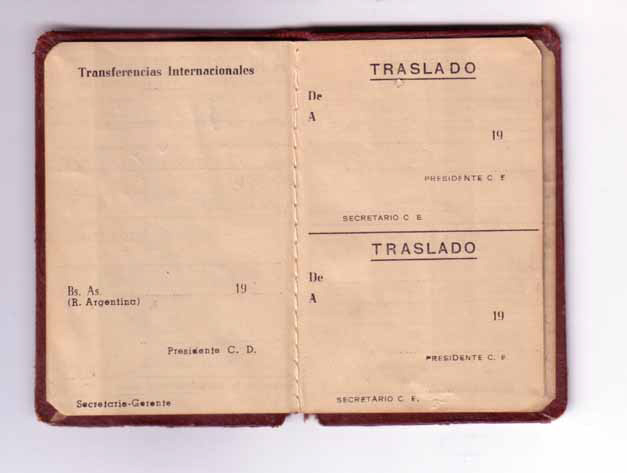 Transferencias Internacionales
Bs. As. 19
(R. Argentina)
Presidente C. D.
Secretario-Gerente
TRASLADO
De
A
19
PRESIDENTE C. E.
SECRETARIO C. E.
TRASLADO
De
A
19
PRESIDENTE C. E.
SECRETARIO C. E.